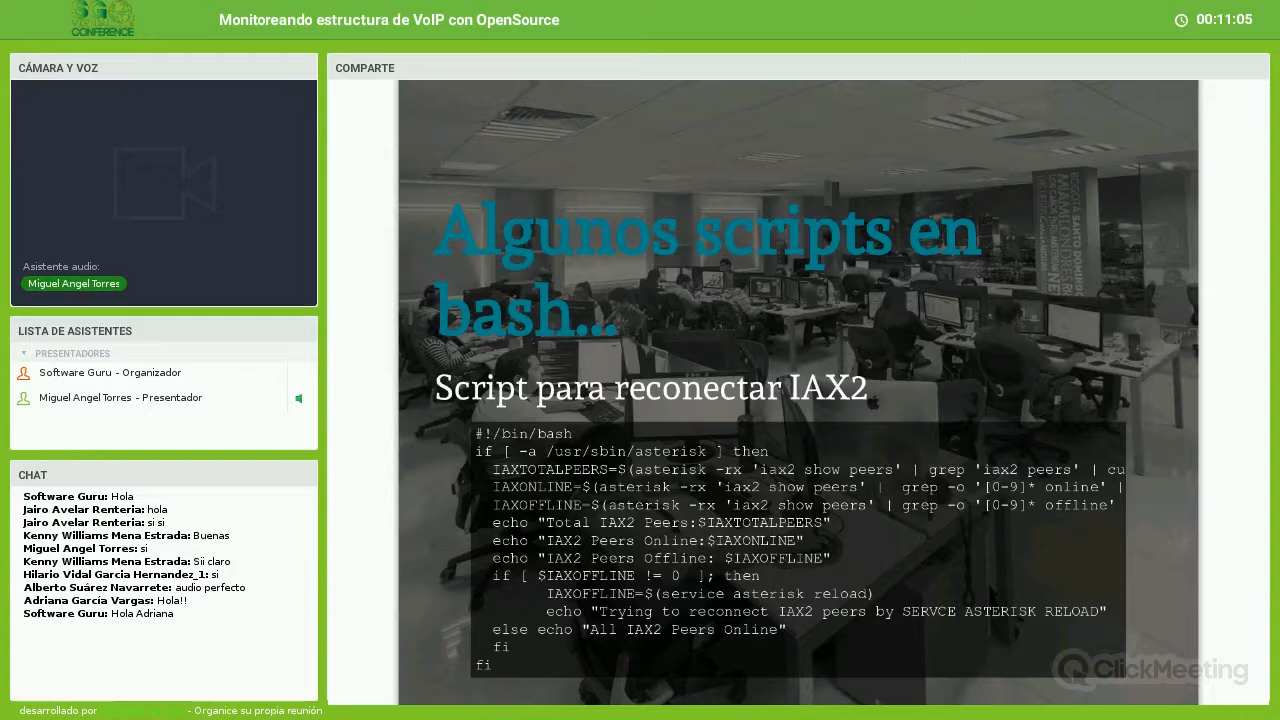 SG
CONFERENCE
Monitoreando estructura de VoIP con OpenSource
00:11:05
CÁMARA Y VOZ
Asistente audio:
Miguel Angel Torres
LISTA DE ASISTENTES
PRESENTADORES
Software Guru - Organizador
Miguel Angel Torres - Presentador
CHAT
Software Guru: Hola
Jairo Avelar Renteria: hola
Jairo Avelar Renteria: si si
Kenny Williams Mena Estrada: Buenas
Miguel Angel Torres: si
Kenny Williams Mena Estrada: Sii claro
Hilario Vidal Garcia Hernandez_1: si
Alberto Suárez Navarrete: audio perfecto
Adriana García Vargas: Hola!!
Software Guru: Hola Adriana
desarrollado por
- Organice su propia reunión
COMPARTE
Algunos scripts en
bash...
Script para reconectar IAX2
#!/bin/bash
if [ -a /usr/sbin/asterisk ] then
IAXTOTALPEERS=$(asterisk -rx 'iax2 show peers' | grep 'iax2 peers' | cu
IAXONLINE=$(asterisk -rx 'iax2 show peers' |  grep -o '[0-9]* online' |
IAXOFFLINE=$(asterisk -rx 'iax2 show peers' | grep -o '[0-9]* offline'
echo "Total IAX2 Peers:$IAXTOTALPEERS"
echo "IAX2 Peers Online:$IAXONLINE"
echo "IAX2 Peers Offline: $IAXOFFLINE"
if [ $IAXOFFLINE != 0  ]; then
IAXOFFLINE=$(service asterisk reload)
echo "Trying to reconnect IAX2 peers by SERVCE ASTERISK RELOAD"
else echo "All IAX2 Peers Online"
fi
fi
ClickMeeting